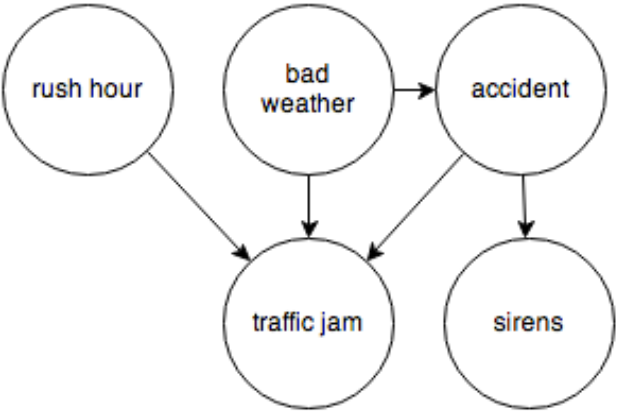 rush hour
bad
weather
accident
traffic jam
sirens